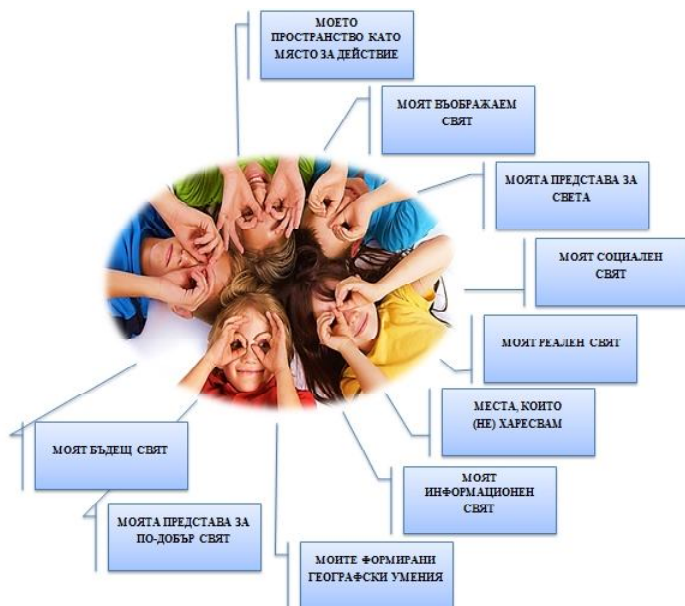 МОЕТО
ПРОСТРАНСТВО КАТО
МЯСТО ЗА ДЕЙСТВИЕ
МОЯТ ВЪОБРАЖАЕМ
СВЯТ
МОЯТА ПРЕДСТАВА ЗА
СВЕТА
МОЯТ СОЦИАЛЕН
СВЯТ
МОЯТ РЕАЛЕН СВЯТ
МЕСТА, КОИТО
(НЕ) ХАРЕСВАМ
МОЯТ БЪДЕЩ СВЯТ
МОЯТ
ИНФОРМАЦИОНЕН
СВЯТ
МОЯТА ПРЕДСТАВА ЗА
ПО-ДОБЪР СВЯТ
МОИТЕ ФОРМИРАНИ
ГЕОГРАФСКИ УМЕНИЯ